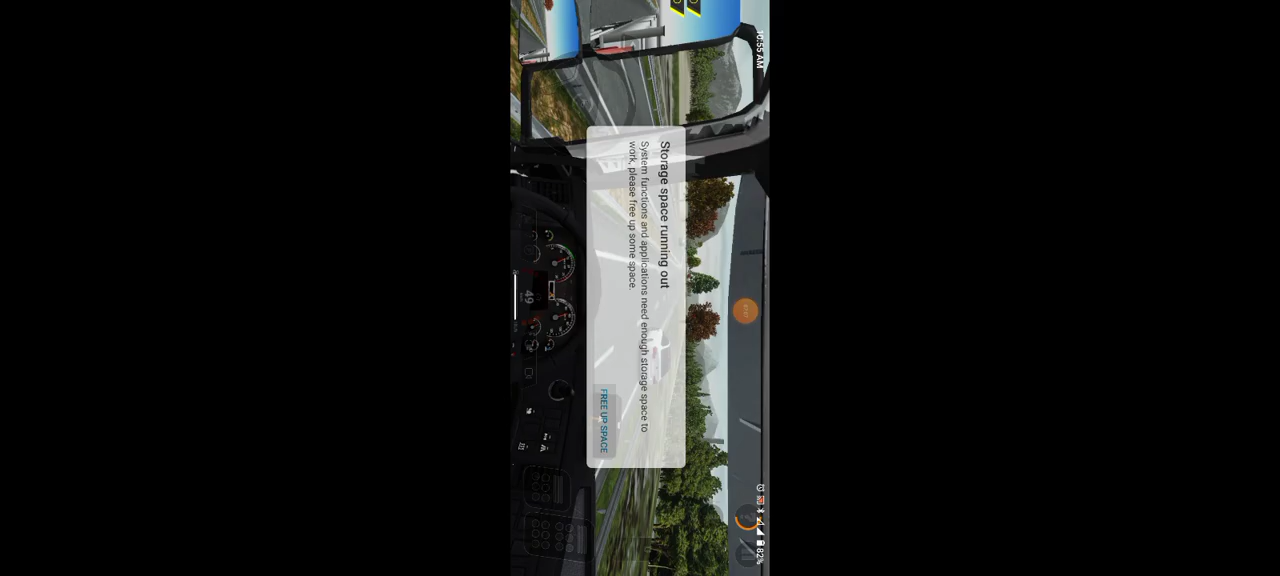 10:55 AM
82%
Storage space running out
System functions and applications need enough storage space to
work, please free up some space.
FREE UP SPACE
49